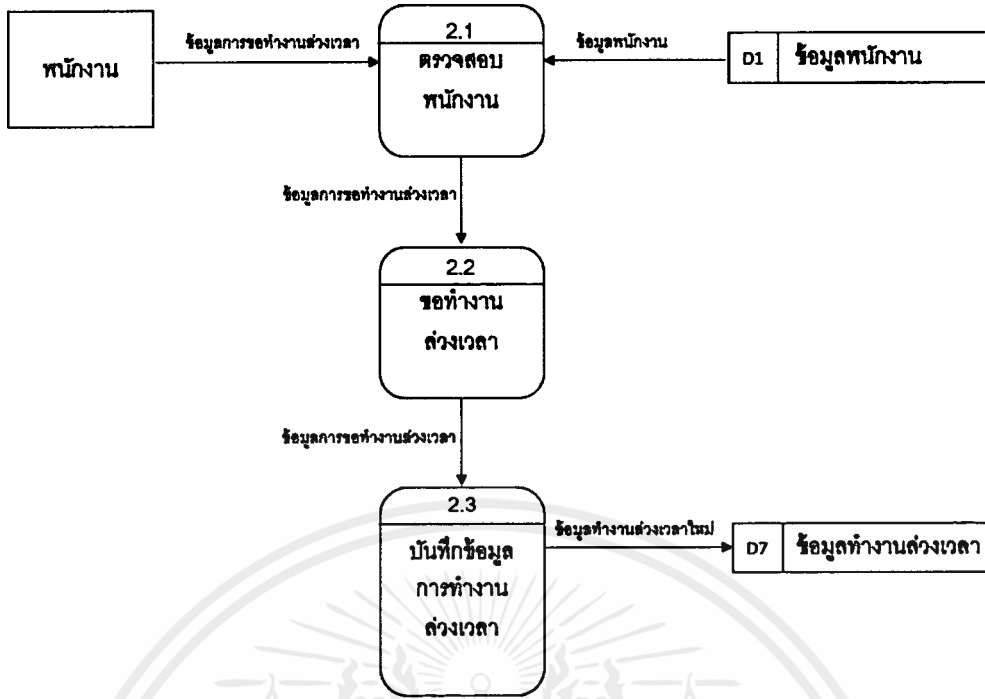 พนักงาน
ข้อมูลการขอทำงานล่วงเวลา
2.1
ตรวจสอบ
พนักงาน
ข้อมูลพนักงาน
D1
ข้อมูลพนักงาน
ข้อมูลการขอทำงานล่วงเวลา
2.2
ขอทำงาน
ล่วงเวลา
ข้อมูลการขอทำงานล่วงเวลา
2.3
บันทึกข้อมูล
การทำงาน
ล่วงเวลา
ข้อมูลทำงานล่วงเวลาใหม่
D7
ข้อมูลทำงานล่วงเวลา